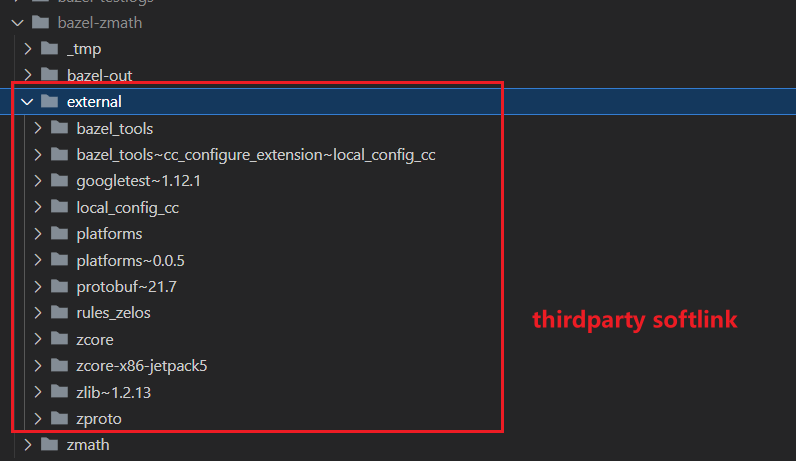 bazel-testlogs
bazel-zmath
_tmp
bazel-out
external
bazel_tools
bazel_tools~cc_configure_extension~local_config_cc
googletest~1.12.1
local_config_cc
platforms
platforms~0.0.5
protobuf~21.7
rules_zelos
thirdparty softlink
zcore
zcore-x86-jetpack5
zlib~1.2.13
zproto
zmath